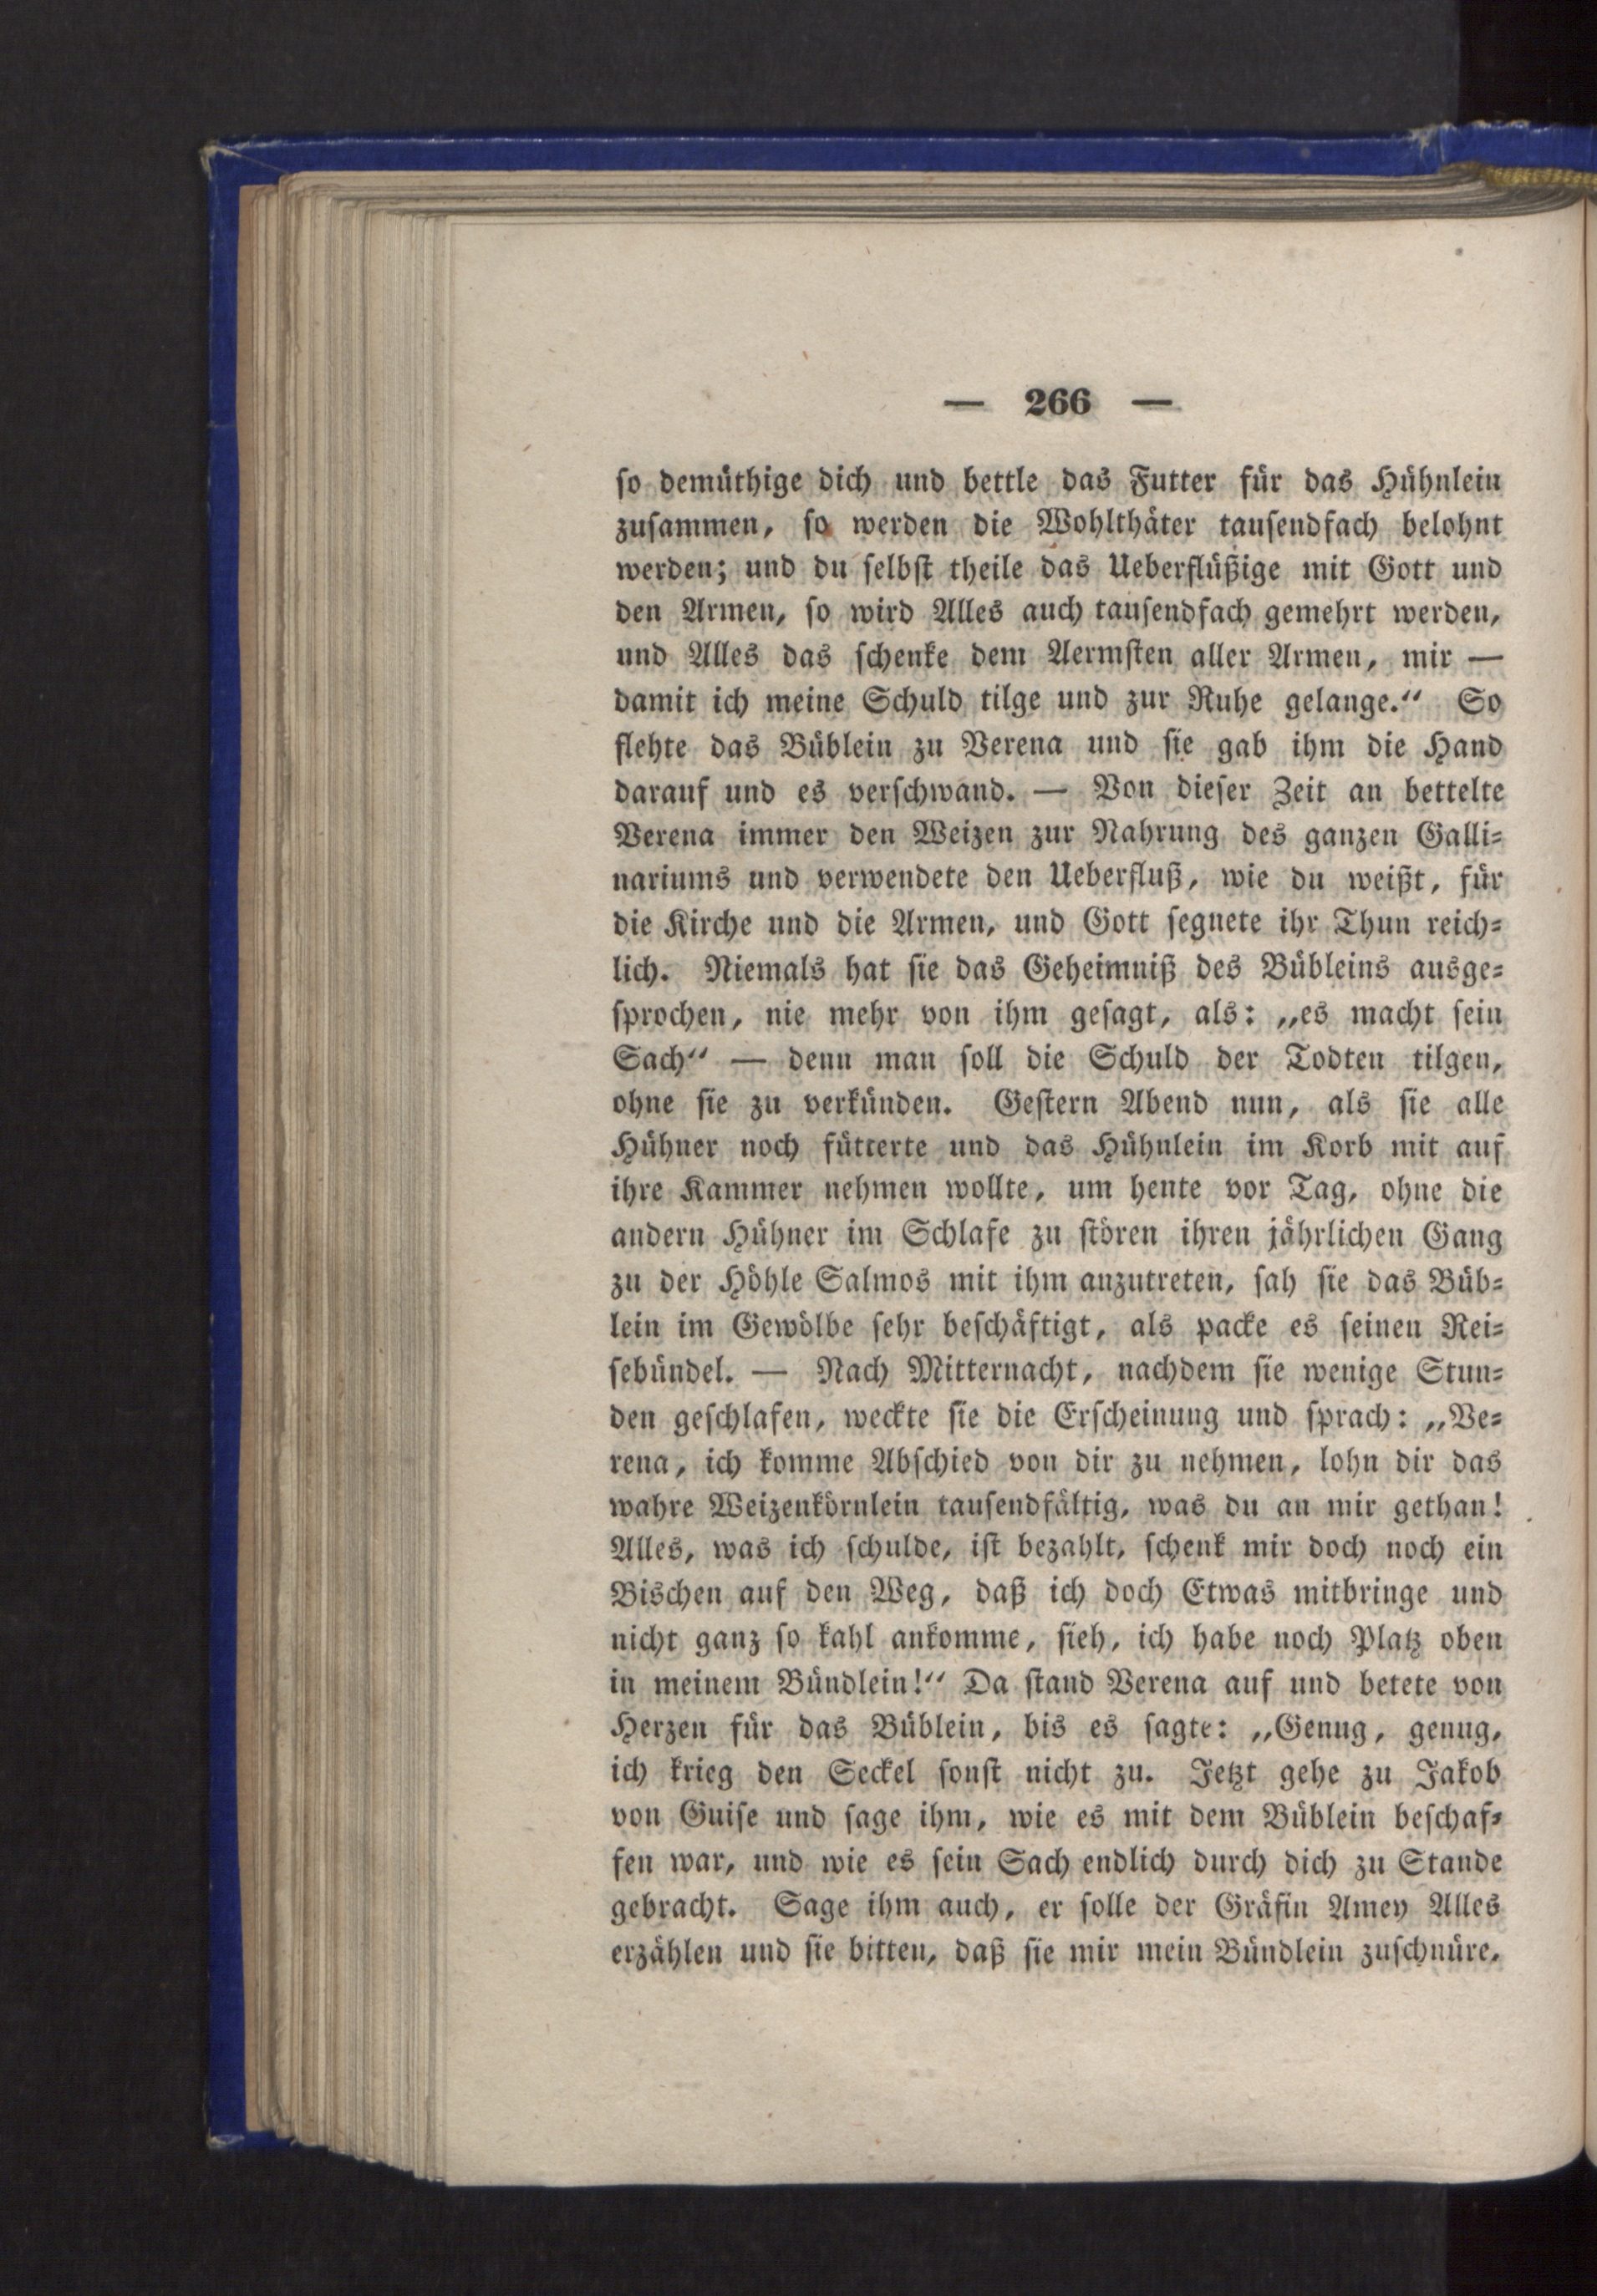 — 266 —
so demüthige dich und bettle das Futter für das Hühnlein
zusammen, so werden die Wohlthäter tausendfach belohnt
werden; und du selbst theile das Ueberflüßige mit Gott und
den Armen, so wird Alles auch tausendfach gemehrt werden,
und Alles das schenke dem Aermsten aller Armen, mir —
damit ich meine Schuld tilge und zur Ruhe gelange.“ So
flehte das Büblein zu Verena und sie gab ihm die Hand
darauf und es verschwand. — Von dieser Zeit an bettelte
Verena immer den Weizen zur Nahrung des ganzen Galli-
nariums und verwendete den Ueberfluß, wie du weißt, für
die Kirche und die Armen, und Gott segnete ihr Thun reich-
lich. Niemals hat sie das Geheimniß des Bübleins ausge-
sprochen, nie mehr von ihm gesagt, als: „es macht sein
Sach“ — denn man soll die Schuld der Todten tilgen,
ohne sie zu verkünden. Gestern Abend nun, als sie alle
Hühner noch fütterte und das Hühnlein im Korb mit auf
ihre Kammer nehmen wollte, um heute vor Tag, ohne die
andern Hühner im Schlafe zu stören ihren jährlichen Gang
zu der Höhle Salmos mit ihm anzutreten, sah sie das Büb-
lein im Gewölbe sehr beschäftigt, als packe es seinen Rei-
sebündel. — Nach Mitternacht, nachdem sie wenige Stun-
den geschlafen, weckte sie die Erscheinung und sprach: „Ve-
rena, ich komme Abschied von dir zu nehmen, lohn dir das
wahre Weizenkörnlein tausendfältig, was du an mir gethan!
Alles, was ich schulde, ist bezahlt, schenk mir doch noch ein
Bischen auf den Weg, daß ich doch Etwas mitbringe und
nicht ganz so kahl ankomme, sieh, ich habe noch Platz oben
in meinem Bündlein!“ Da stand Verena auf und betete von
Herzen für das Büblein, bis es sagte: „Genug, genug,
ich krieg den Seckel sonst nicht zu. Jetzt gehe zu Jakob
von Guise und sage ihm, wie es mit dem Büblein beschaf-
fen war, und wie es sein Sach endlich durch dich zu Stande
gebracht. Sage ihm auch, er solle der Gräfin Amey Alles
erzählen und sie bitten, daß sie mir mein Bündlein zuschnüre,